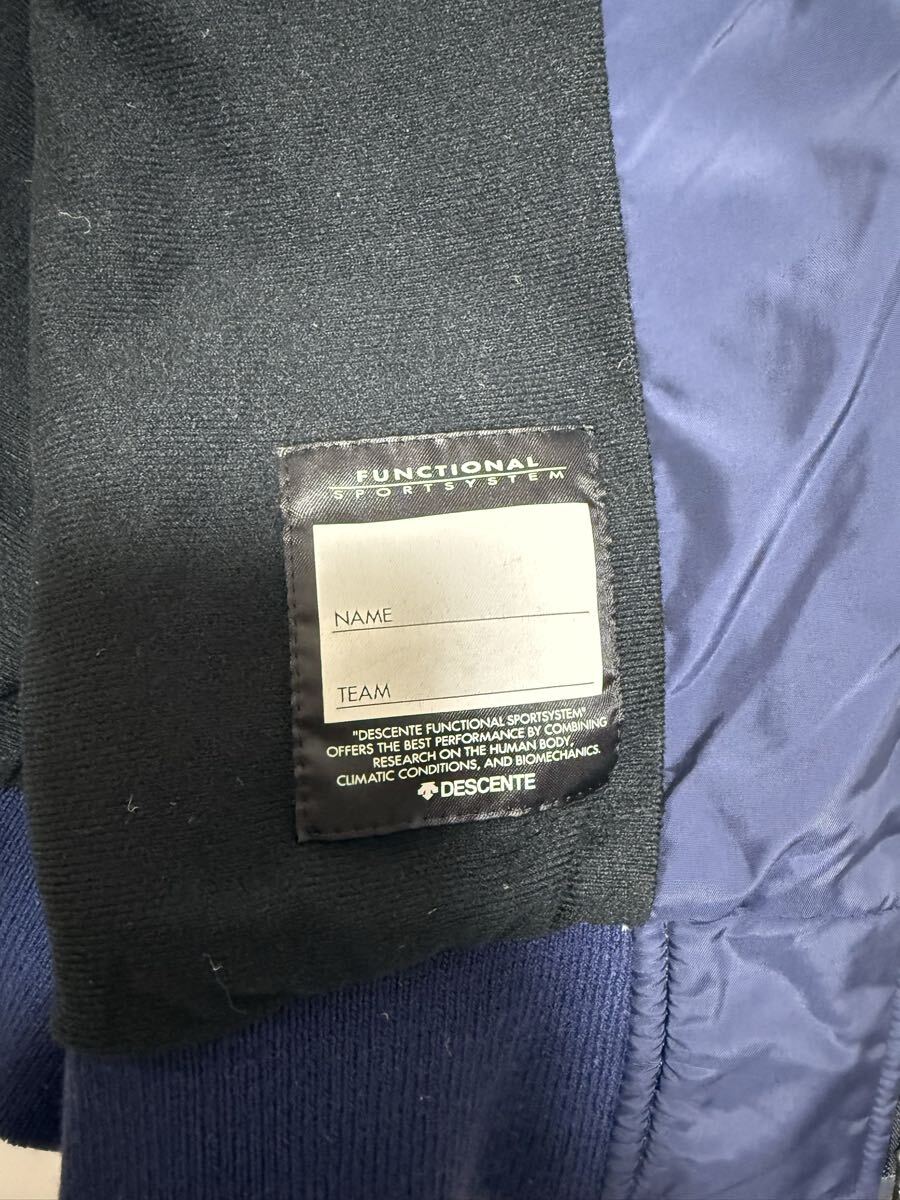 FUNCTIONAL
SPORTSYSTEM
NAME
TEAM
"DESCENTE FUNCTIONAL SPORTSYSTEM"
OFFERS THE BEST PERFORMANCE BY COMBINING
RESEARCH ON THE HUMAN BODY,
CLIMATIC CONDITIONS, AND BIOMECHANICS.
DESCENTE